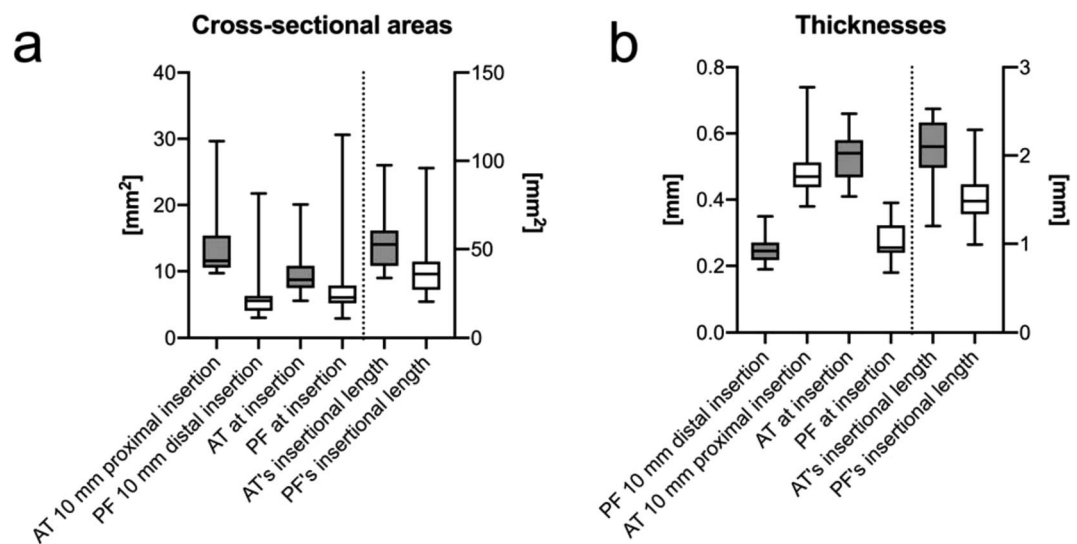 a
Cross-sectional areas
40
30
20
10
0
[mm²]
150
100
50
0
[mm²]
AT 10 mm proximal insertion
PF 10 mm distal insertion
AT at insertion
PF at insertion
AT's insertional length
PF's insertional length
b
Thicknesses
0.8
0.6
0.4
0.2
0.0
[mm]
3
2
1
0
[mm]
PF 10 mm distal insertion
AT 10 mm proximal insertion
AT at insertion
PF at insertion
AT's insertional length
PF's insertional length